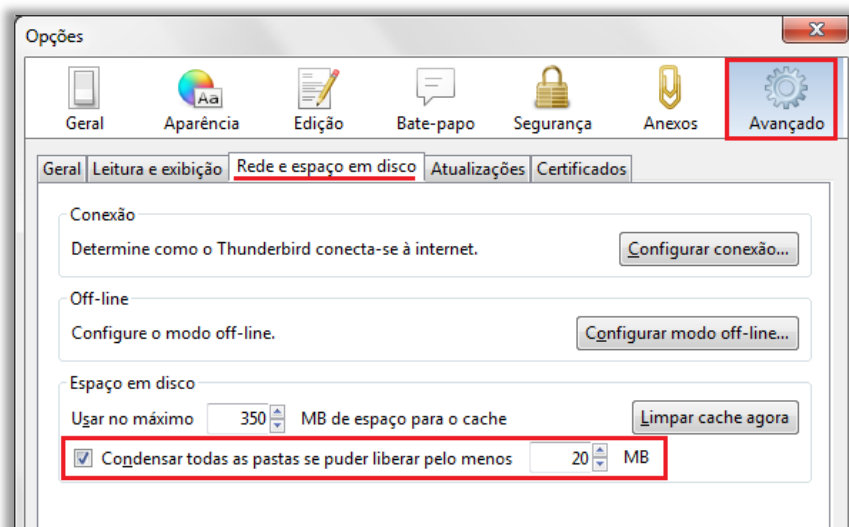 Opções
Geral Aparência Edição Bate-papo Segurança Anexos Avançado
Geral Leitura e exibição Rede e espaço em disco Atualizações Certificados
Conexão
Determine como o Thunderbird conecta-se à internet. Configurar conexão...
Off-line
Configure o modo off-line. Configurar modo off-line...
Espaço em disco
Usar no máximo 350 MB de espaço para o cache Limpar cache agora
Condensar todas as pastas se puder liberar pelo menos 20 MB